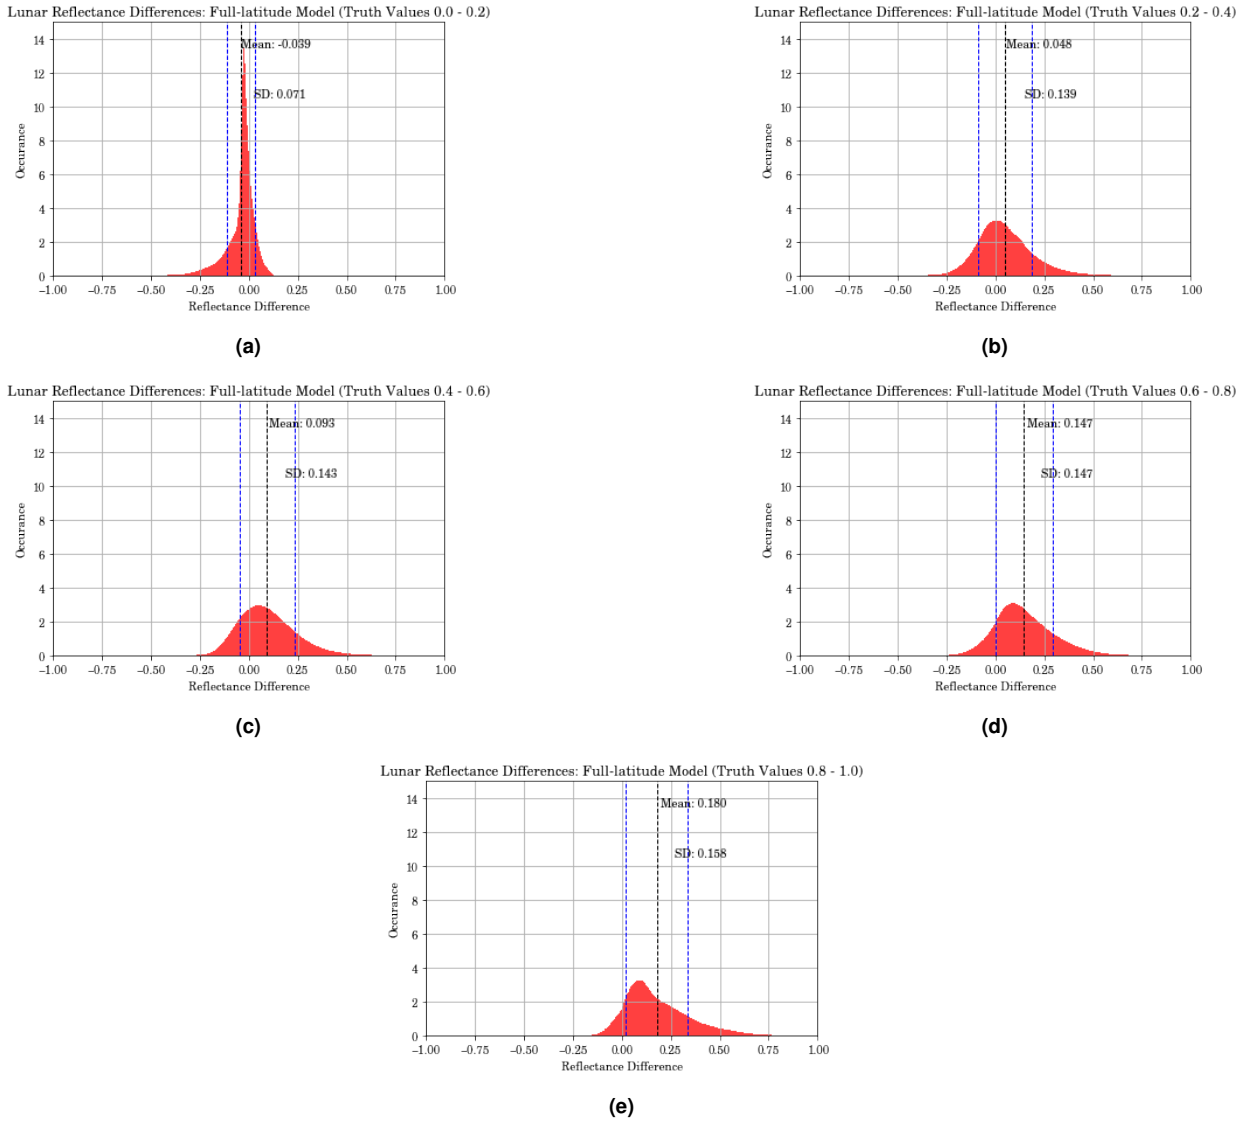 Lunar Reflectance Differences: Full-latitude Model (Truth Values 0.0 - 0.2)
14
12
10
8
6
4
2
0
Occurance
Mean: -0.039
SD: 0.071
−1.00 −0.75 −0.50 −0.25 0.00 0.25 0.50 0.75 1.00
Reflectance Difference
(a)
Lunar Reflectance Differences: Full-latitude Model (Truth Values 0.2 - 0.4)
14
12
10
8
6
4
2
0
Occurance
Mean: 0.048
SD: 0.139
−1.00 −0.75 −0.50 −0.25 0.00 0.25 0.50 0.75 1.00
Reflectance Difference
(b)
Lunar Reflectance Differences: Full-latitude Model (Truth Values 0.4 - 0.6)
14
12
10
8
6
4
2
0
Occurance
Mean: 0.093
SD: 0.143
−1.00 −0.75 −0.50 −0.25 0.00 0.25 0.50 0.75 1.00
Reflectance Difference
(c)
Lunar Reflectance Differences: Full-latitude Model (Truth Values 0.6 - 0.8)
14
12
10
8
6
4
2
0
Occurance
Mean: 0.147
SD: 0.147
−1.00 −0.75 −0.50 −0.25 0.00 0.25 0.50 0.75 1.00
Reflectance Difference
(d)
Lunar Reflectance Differences: Full-latitude Model (Truth Values 0.8 - 1.0)
14
12
10
8
6
4
2
0
Occurance
Mean: 0.180
SD: 0.158
−1.00 −0.75 −0.50 −0.25 0.00 0.25 0.50 0.75 1.00
Reflectance Difference
(e)